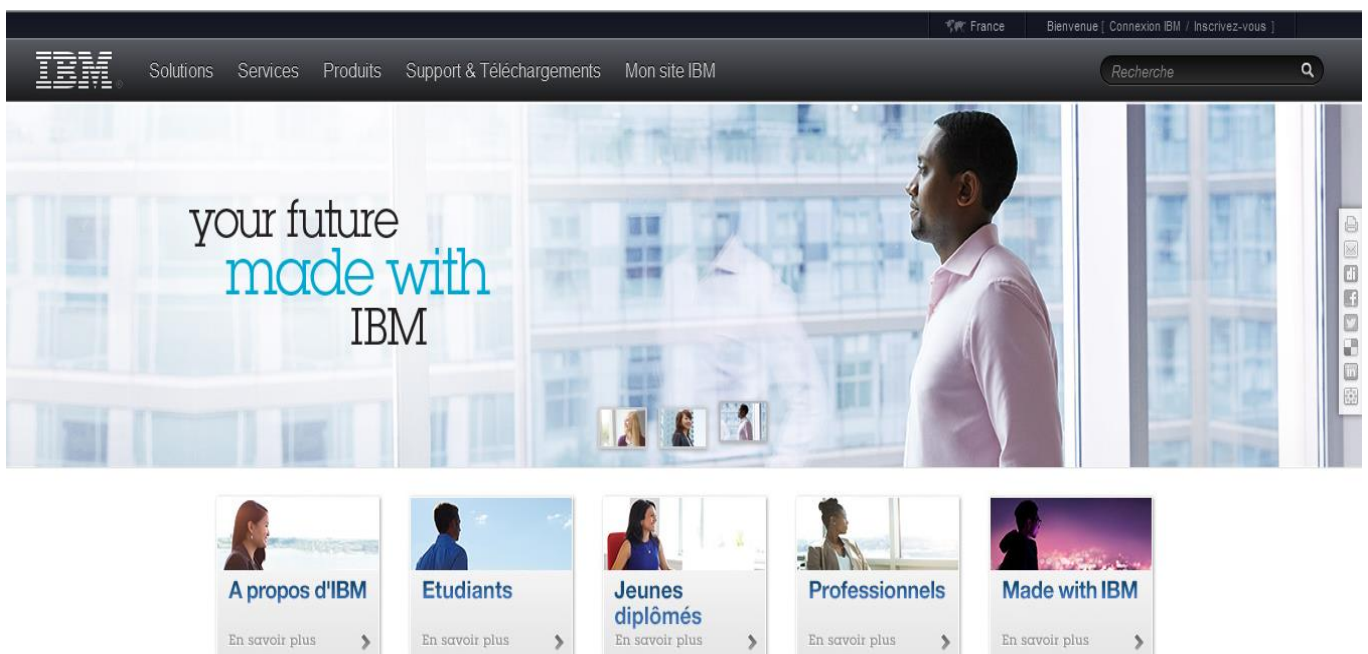 France Bienvenue [ Connexion IBM / Inscrivez-vous ]
IBM® Solutions Services Produits Support & Téléchargements Mon site IBM Recherche
your future
made with
IBM
A propos d'IBM
En savoir plus
Etudiants
En savoir plus
Jeunes
diplômés
En savoir plus
Professionnels
En savoir plus
Made with IBM
En savoir plus